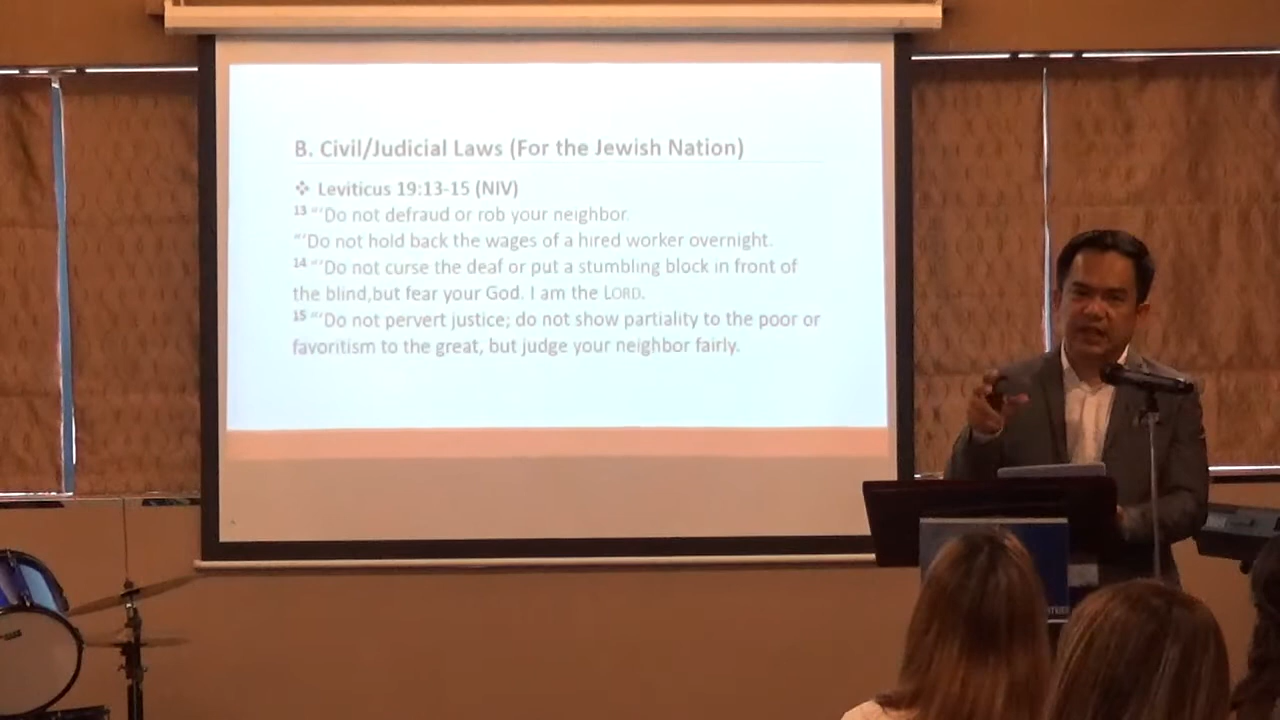 B. Civil/Judicial Laws (For the Jewish Nation)
❖ Leviticus 19:13-15 (NIV)
13 “‘Do not defraud or rob your neighbor.
“‘Do not hold back the wages of a hired worker overnight.
14 “‘Do not curse the deaf or put a stumbling block in front of
the blind,but fear your God. I am the LORD.
15 “‘Do not pervert justice; do not show partiality to the poor or
favoritism to the great, but judge your neighbor fairly.